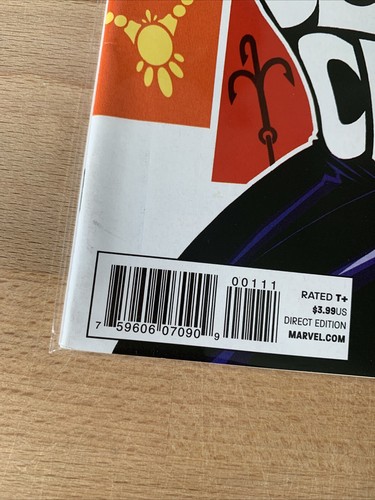 00111
7 59606 07090 9
RATED T+
$3.99US
DIRECT EDITION
MARVEL.COM